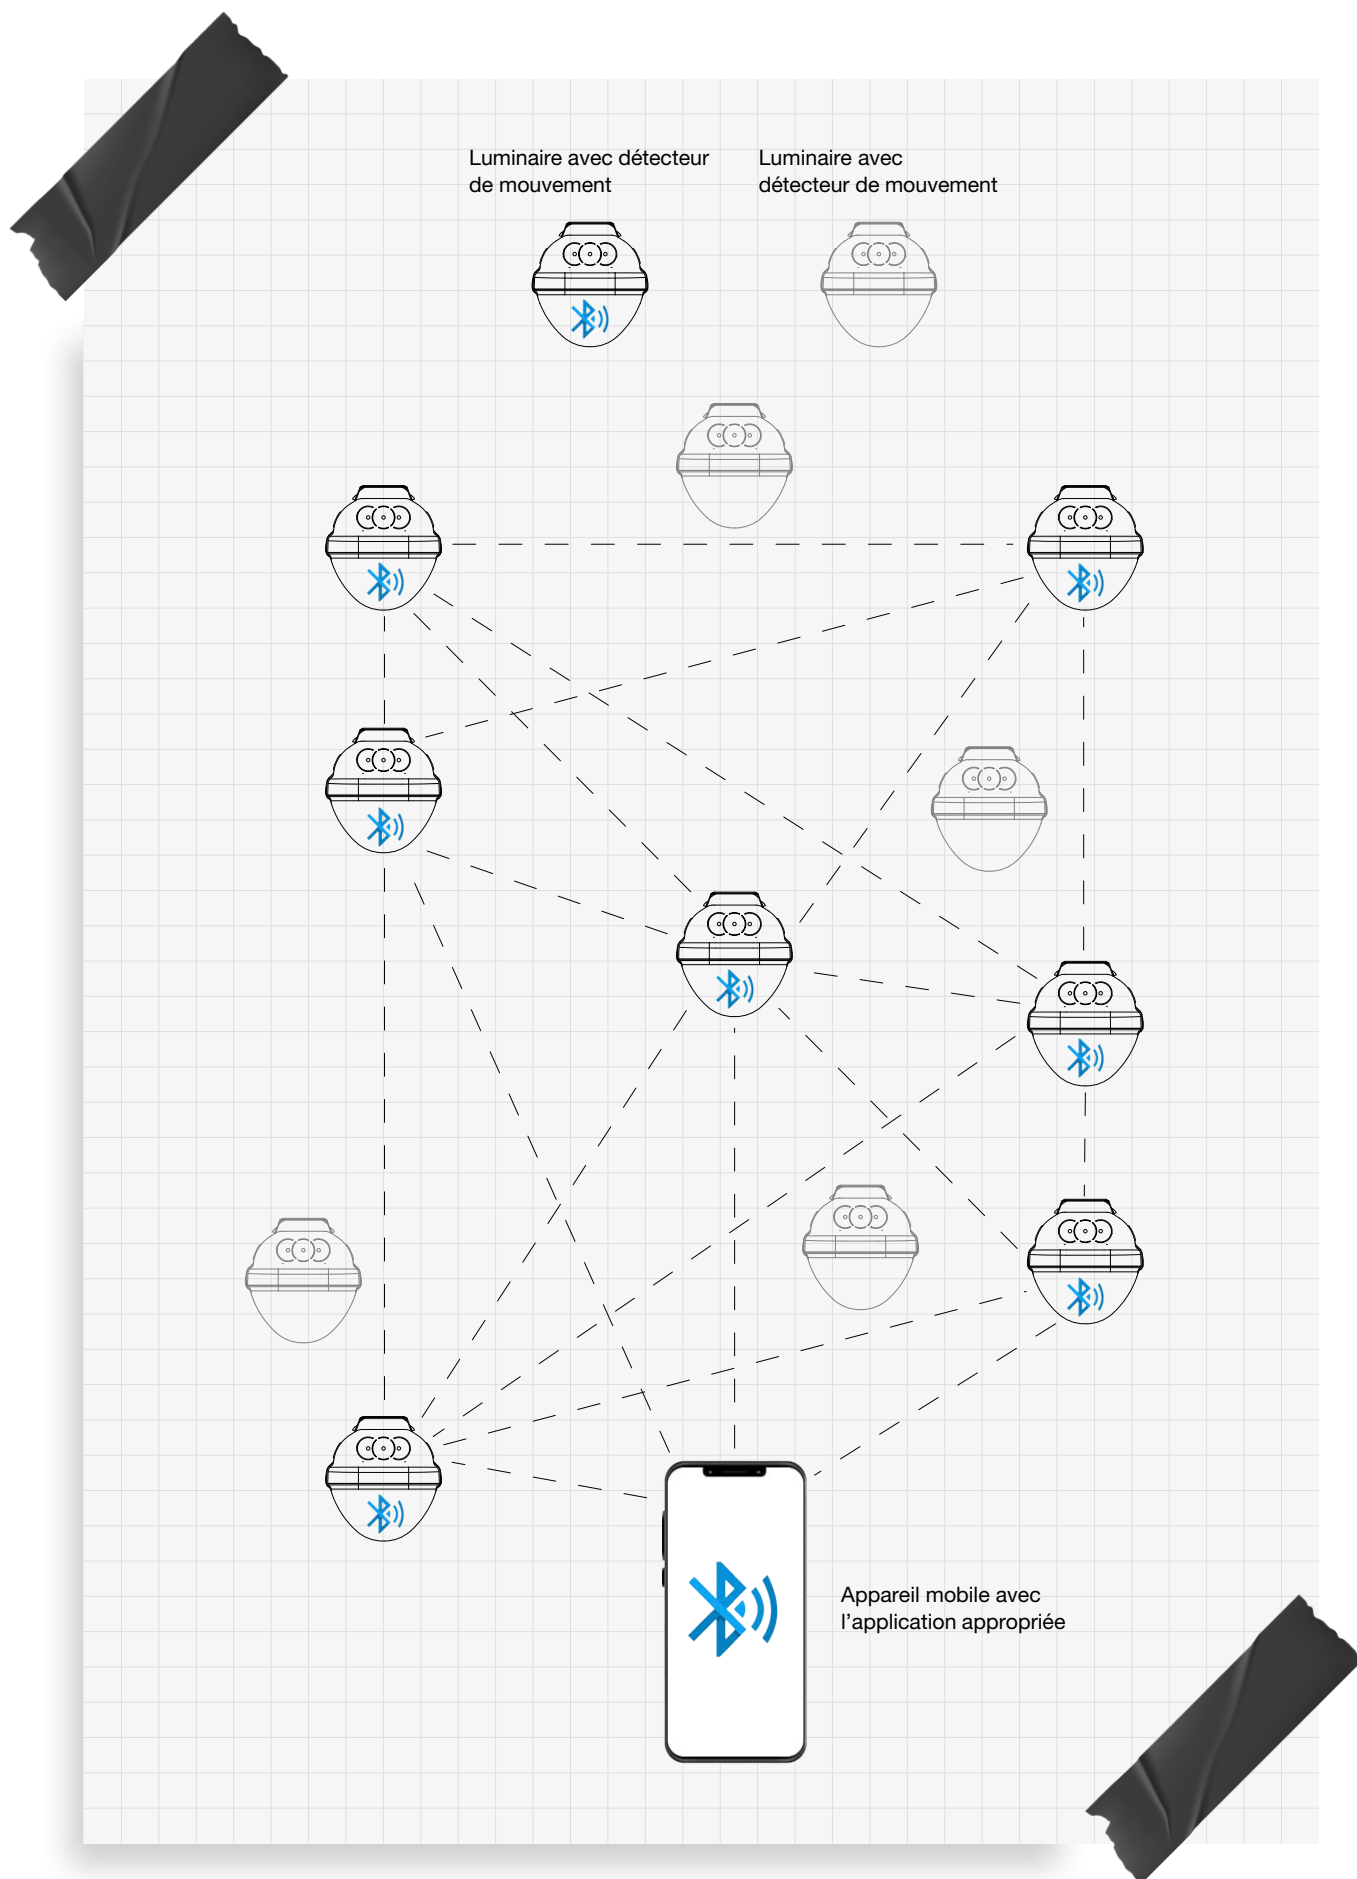 Luminaire avec détecteur
de mouvement
Luminaire avec
détecteur de mouvement
Appareil mobile avec
l’application appropriée